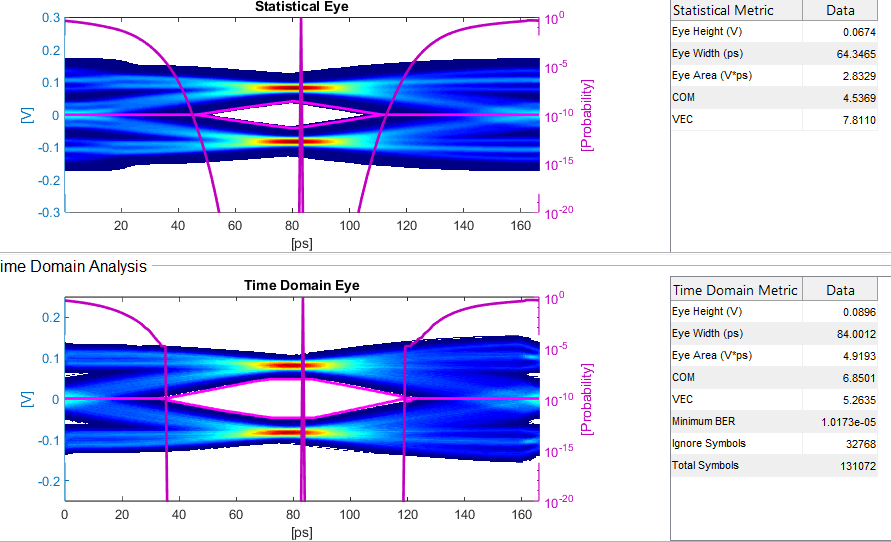 Statistical Eye
0.3
0.2
0.1
0
-0.1
-0.2
-0.3
[V]
20 40 60 80 100 120 140 160
[ps]
10^0
10^-5
10^-10
10^-15
10^-20
[Probability]
Statistical Metric Data
Eye Height (V) 0.0674
Eye Width (ps) 64.3465
Eye Area (V*ps) 2.8329
COM 4.5369
VEC 7.8110
ime Domain Analysis
Time Domain Eye
0.2
0.1
0
-0.1
-0.2
[V]
0 20 40 60 80 100 120 140 160
[ps]
10^0
10^-5
10^-10
10^-15
10^-20
[Probability]
Time Domain Metric Data
Eye Height (V) 0.0896
Eye Width (ps) 84.0012
Eye Area (V*ps) 4.9193
COM 6.8501
VEC 5.2635
Minimum BER 1.0173e-05
Ignore Symbols 32768
Total Symbols 131072